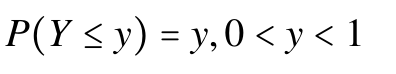 P(Y ≤ y) = y, 0 < y < 1